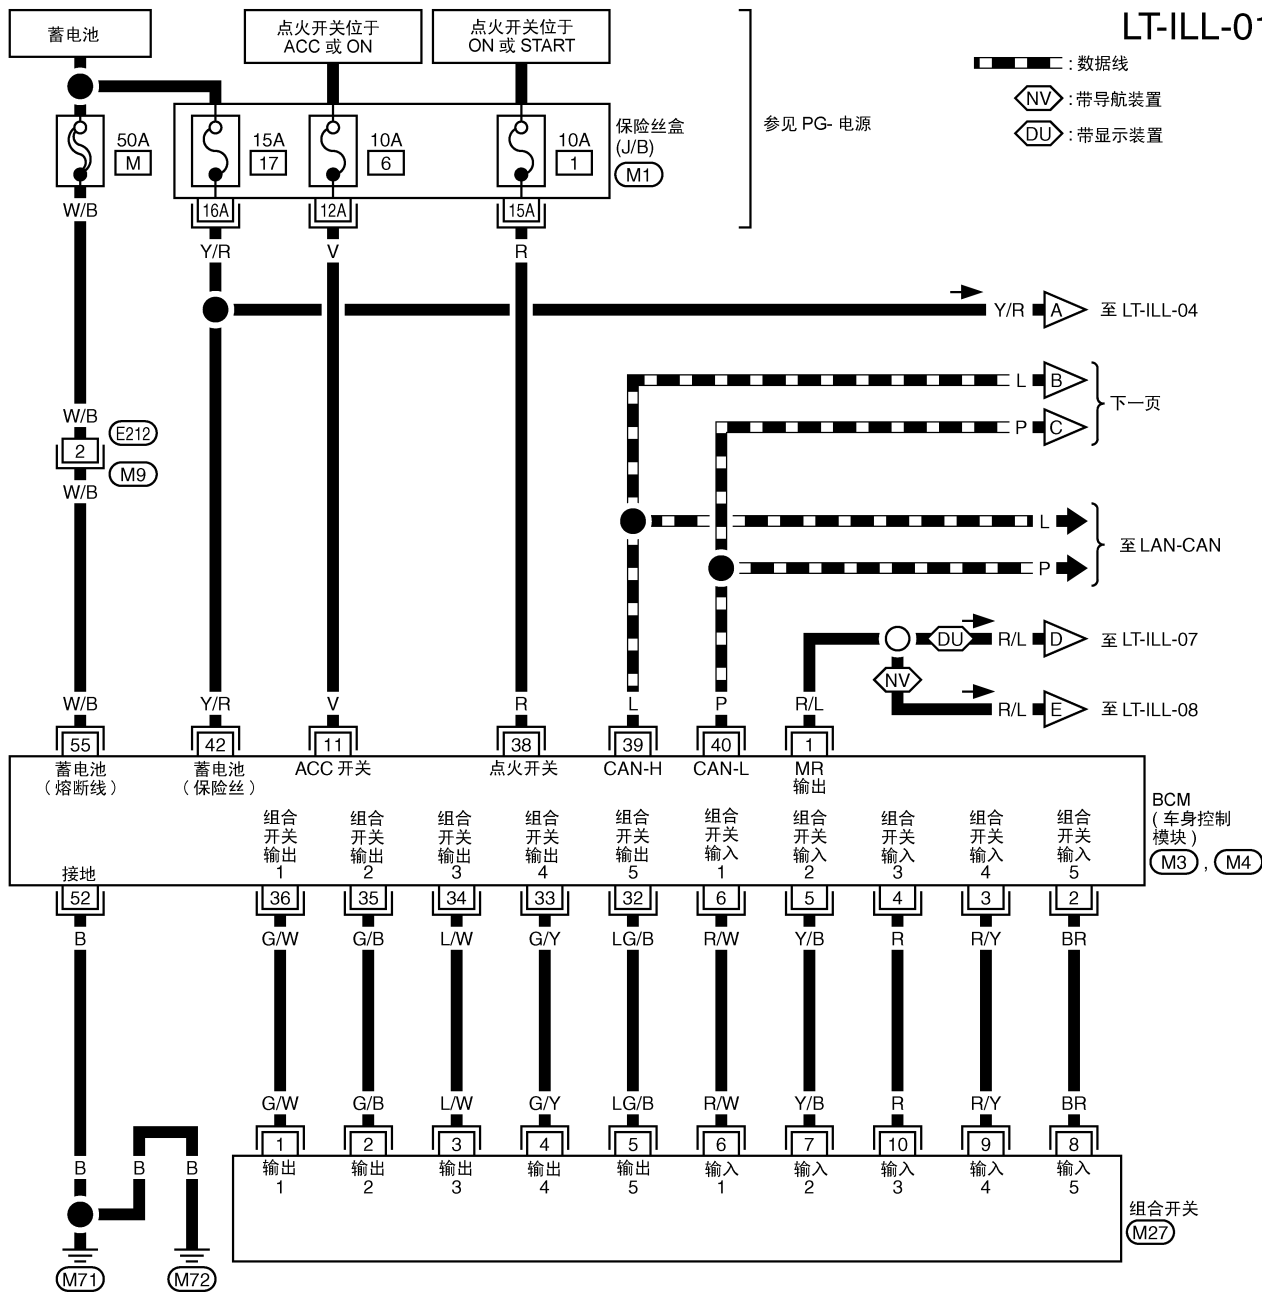 LT-ILL-01
蓄电池
点火开关位于
ACC 或 ON
点火开关位于
ON 或 START
: 数据线
NV : 带导航装置
DU : 带显示装置
参见 PG- 电源
50A
M
15A
17
10A
6
10A
1
保险丝盒
(J/B)
M1
W/B
16A
12A
15A
Y/R
V
R
Y/R
A
至 LT-ILL-04
L
B
P
C
下一页
W/B
2
E212
M9
W/B
L
P
至 LAN-CAN
DU
R/L
D
至 LT-ILL-07
NV
R/L
E
至 LT-ILL-08
W/B
Y/R
V
R
L
P
R/L
55
42
11
38
39
40
1
蓄电池
（熔断线）
蓄电池
（保险丝）
ACC 开关
点火开关
CAN-H
CAN-L
MR
输出
BCM
( 车身控制
模块 )
M3 , M4
接地
组合
开关
输出
1
组合
开关
输出
2
组合
开关
输出
3
组合
开关
输出
4
组合
开关
输出
5
组合
开关
输入
1
组合
开关
输入
2
组合
开关
输入
3
组合
开关
输入
4
组合
开关
输入
5
52
36
35
34
33
32
6
5
4
3
2
B
G/W
G/B
L/W
G/Y
LG/B
R/W
Y/B
R
R/Y
BR
G/W
G/B
L/W
G/Y
LG/B
R/W
Y/B
R
R/Y
BR
1
2
3
4
5
6
7
10
9
8
B
B
B
输出
1
输出
2
输出
3
输出
4
输出
5
输入
1
输入
2
输入
3
输入
4
输入
5
组合开关
M27
M71
M72